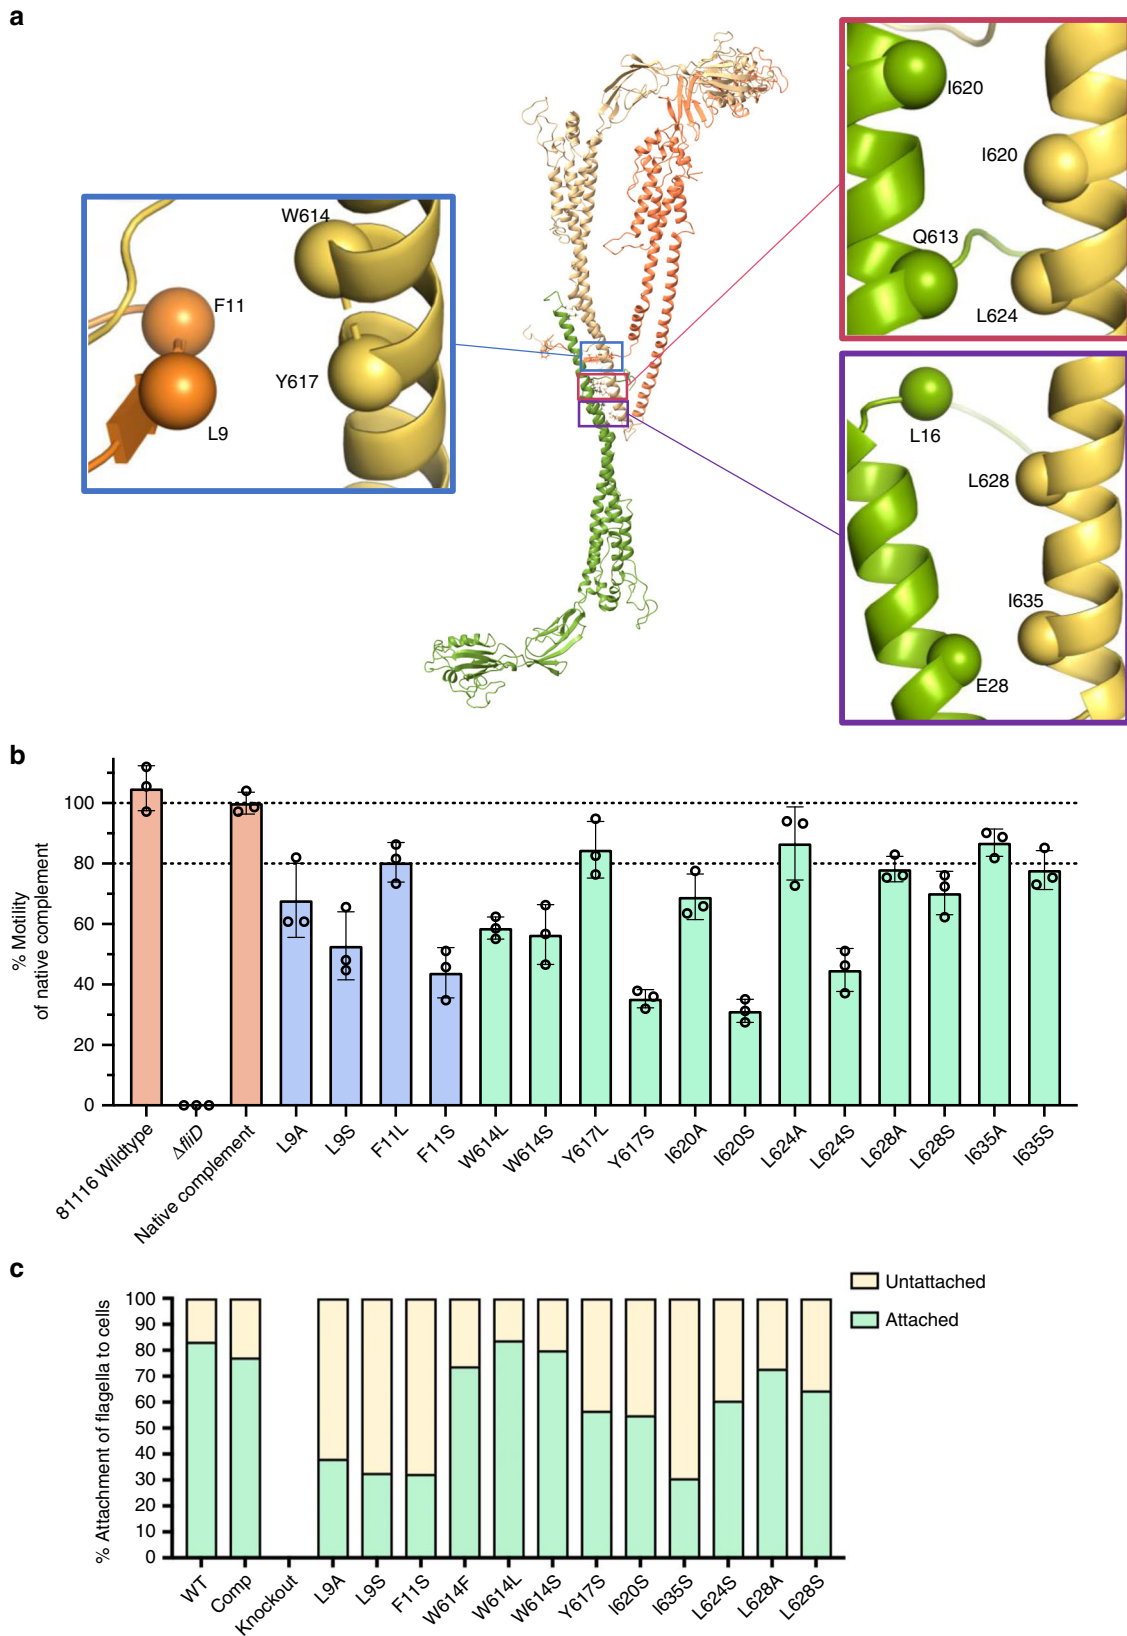 a
W614
F11
Y617
L9
I620
I620
Q613
L624
L16
L628
I635
E28
b
% Motility
of native complement
100
80
60
40
20
0
81116 Wildtype
ΔfliD
Native complement
L9A
L9S
F11L
F11S
W614L
W614S
Y617L
Y617S
I620A
I620S
L624A
L624S
L628A
L628S
I635A
I635S
c
% Attachment of flagella to cells
100
90
80
70
60
50
40
30
20
10
0
WT
Comp
Knockout
L9A
L9S
F11S
W614F
W614L
W614S
Y617S
I620S
I635S
L624S
L628A
L628S
Untattached
Attached